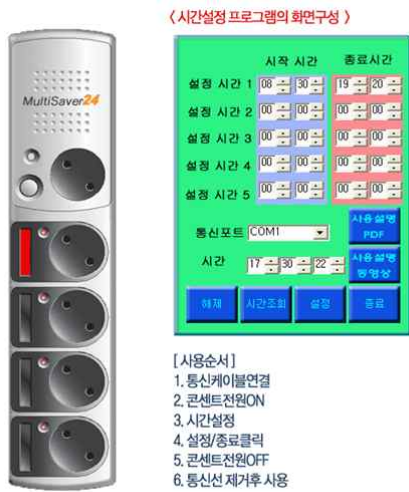 〈 시간설정 프로그램의 화면구성 〉
MultiSaver24
시작 시간 종료시간
설정 시간 1 08 30 19 20
설정 시간 2 00 00 00 00
설정 시간 3 00 00 00 00
설정 시간 4 00 00 00 00
설정 시간 5 00 00 00 00
통신포트 COM1
사용설명 PDF
시간 17 30 22
사용설명 동영상
해제 시간조회 설정 종료
[ 사용순서 ]
1. 통신케이블연결
2. 콘센트전원ON
3. 시간설정
4. 설정/종료클릭
5. 콘센트전원OFF
6. 통신선 제거후 사용